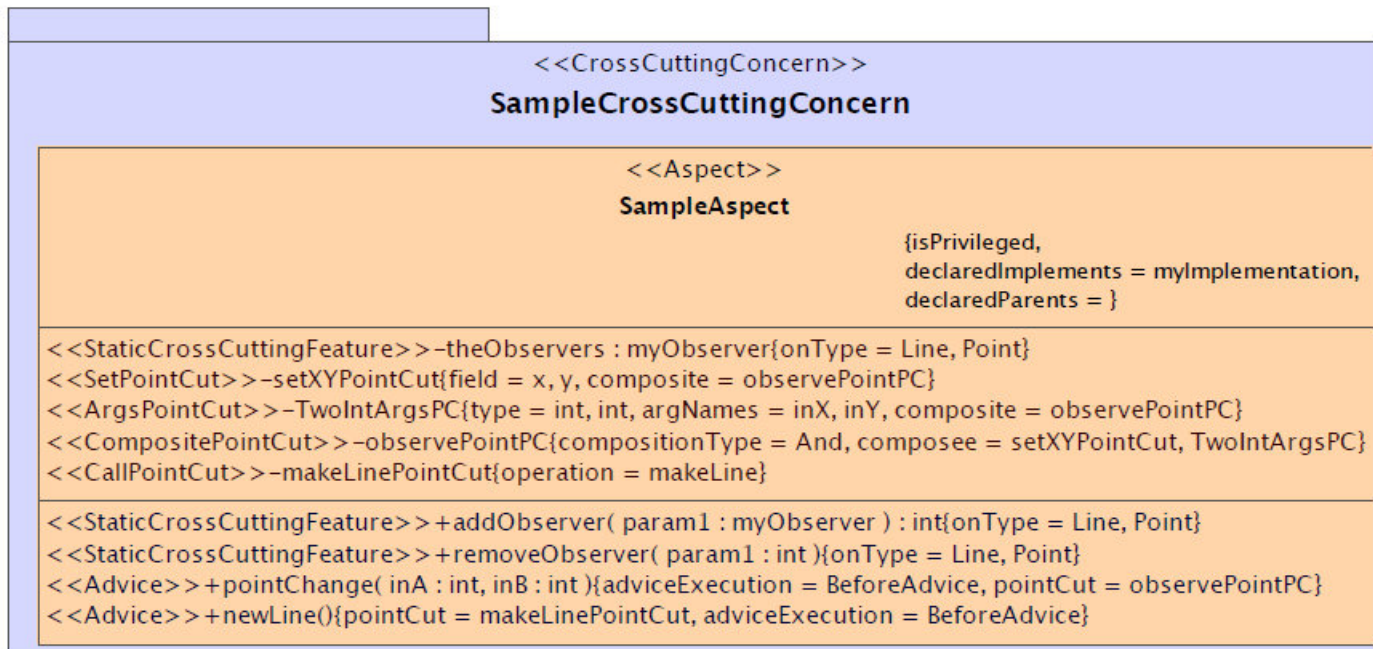 <<CrossCuttingConcern>>
SampleCrossCuttingConcern
<<Aspect>>
SampleAspect
{isPrivileged,
declaredImplements = myImplementation,
declaredParents = }
<<StaticCrossCuttingFeature>>-theObservers : myObserver{onType = Line, Point}
<<SetPointCut>>-setXYPointCut{field = x, y, composite = observePointPC}
<<ArgsPointCut>>-TwoIntArgsPC{type = int, int, argNames = inX, inY, composite = observePointPC}
<<CompositePointCut>>-observePointPC{compositionType = And, composee = setXYPointCut, TwoIntArgsPC}
<<CallPointCut>>-makeLinePointCut{operation = makeLine}
<<StaticCrossCuttingFeature>>+addObserver( param1 : myObserver ) : int{onType = Line, Point}
<<StaticCrossCuttingFeature>>+removeObserver( param1 : int ){onType = Line, Point}
<<Advice>>+pointChange( inA : int, inB : int ){adviceExecution = BeforeAdvice, pointCut = observePointPC}
<<Advice>>+newLine(){pointCut = makeLinePointCut, adviceExecution = BeforeAdvice}